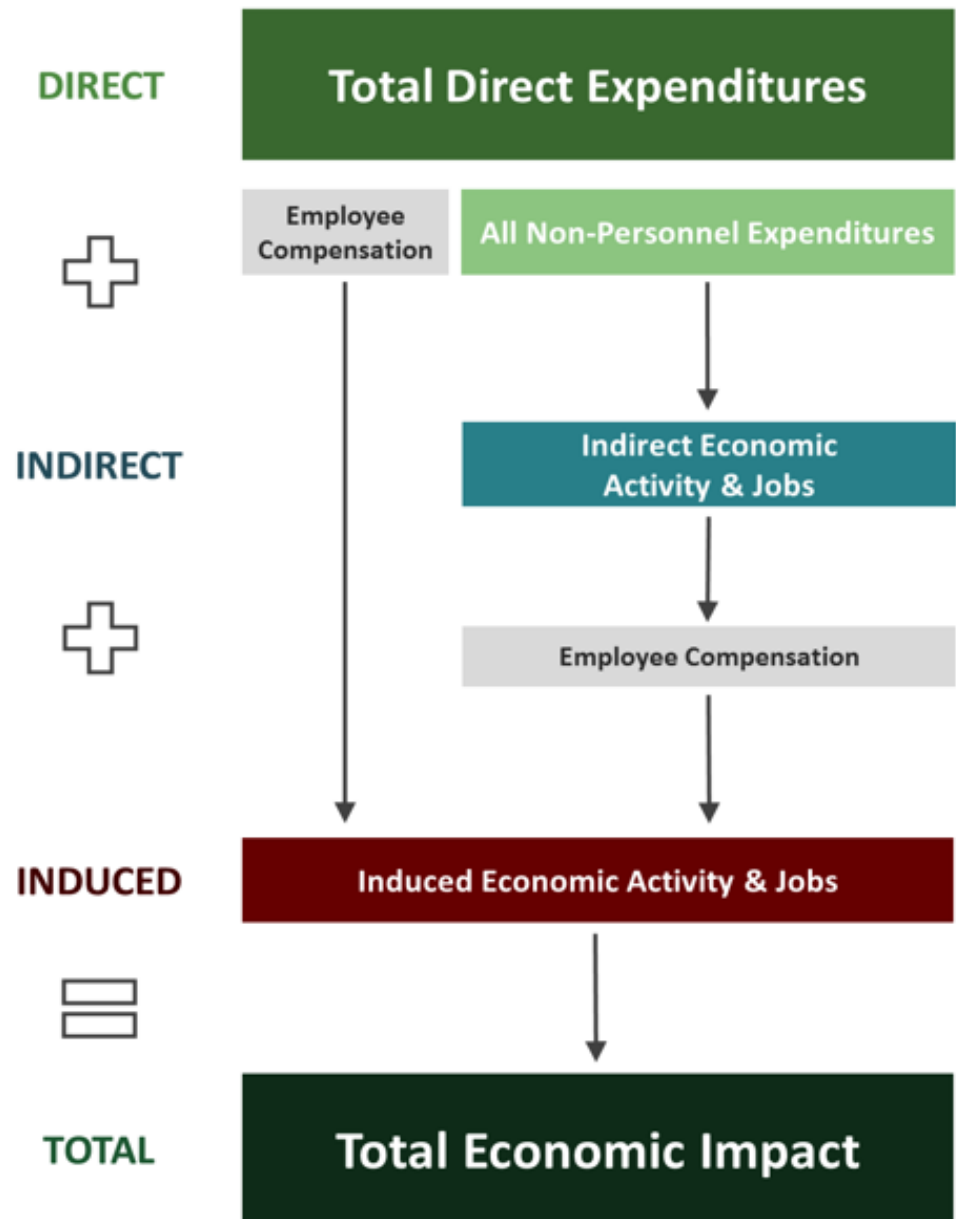 DIRECT
Total Direct Expenditures
Employee
Compensation
All Non-Personnel Expenditures
INDIRECT
Indirect Economic
Activity & Jobs
Employee Compensation
INDUCED
Induced Economic Activity & Jobs
TOTAL
Total Economic Impact